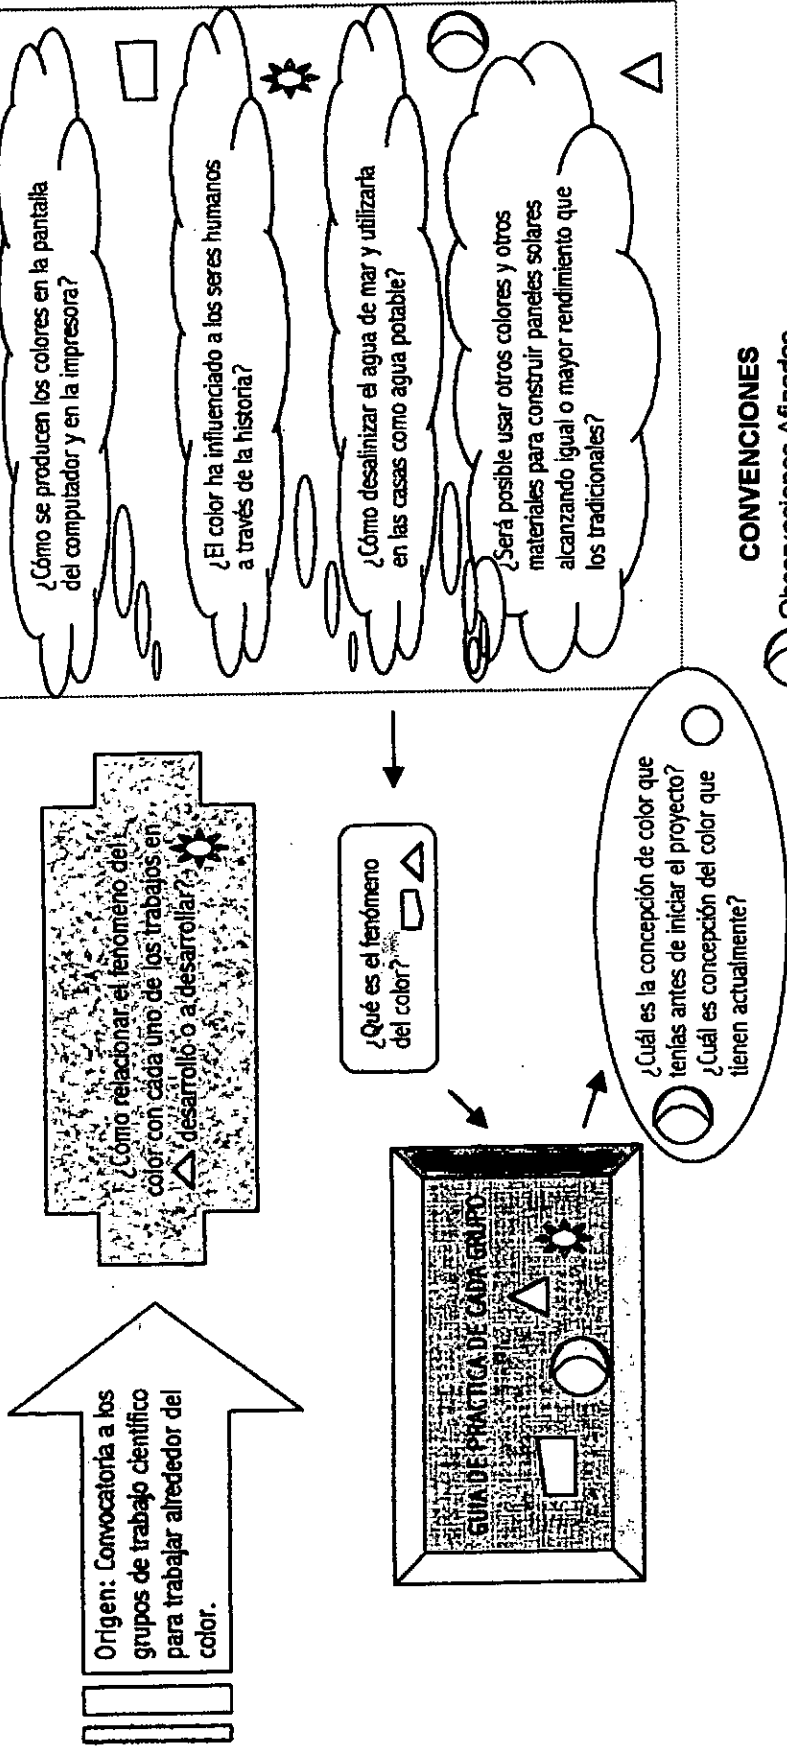 Origen: Convocatoria a los
grupos de trabajo científico
para trabajar alrededor del
color.
¿Cómo relacionar el fenómeno del
color con cada uno de los trabajos en
desarrollo o a desarrollar?
¿Cómo se producen los colores en la pantalla
del computador y en la impresora?
¿El color ha influenciado a los seres humanos
a través de la historia?
¿Cómo desalinizar el agua de mar y utilizarla
en las casas como agua potable?
¿Será posible usar otros colores y otros
materiales para construir paneles solares
alcanzando igual o mayor rendimiento que
los tradicionales?
¿Qué es el fenómeno
del color?
GUIA DE PRACTICA DE CADA GRUPO
¿Cuál es la concepción de color que
tenías antes de iniciar el proyecto?
¿Cuál es concepción del color que
tienen actualmente?
CONVENCIONES
Observaciones Afinadas